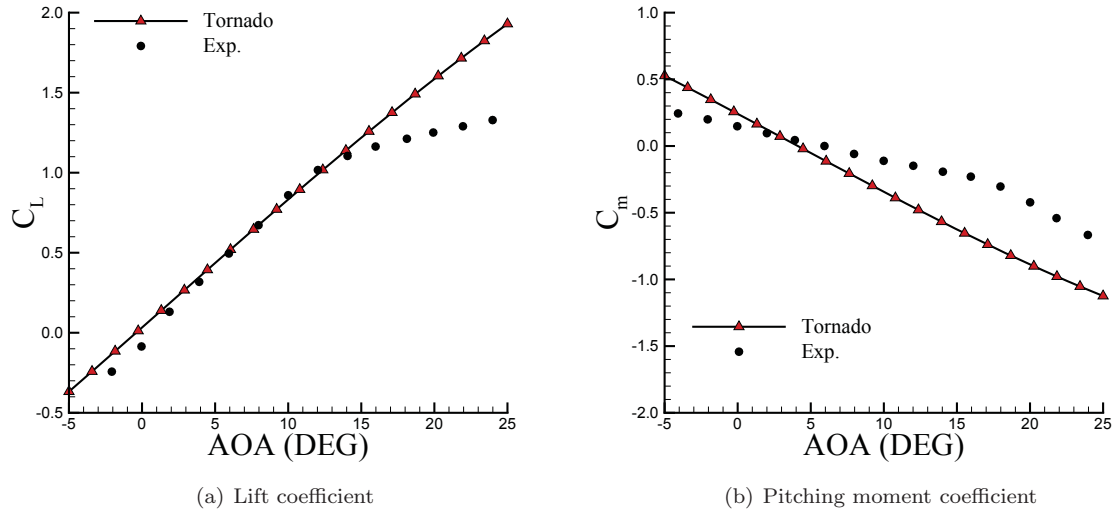 2.0
1.5
1.0
0.5
0.0
-0.5
C_L
Tornado
Exp.
-5 0 5 10 15 20 25
AOA (DEG)
(a) Lift coefficient
1.0
0.5
0.0
-0.5
-1.0
-1.5
-2.0
C_m
Tornado
Exp.
-5 0 5 10 15 20 25
AOA (DEG)
(b) Pitching moment coefficient